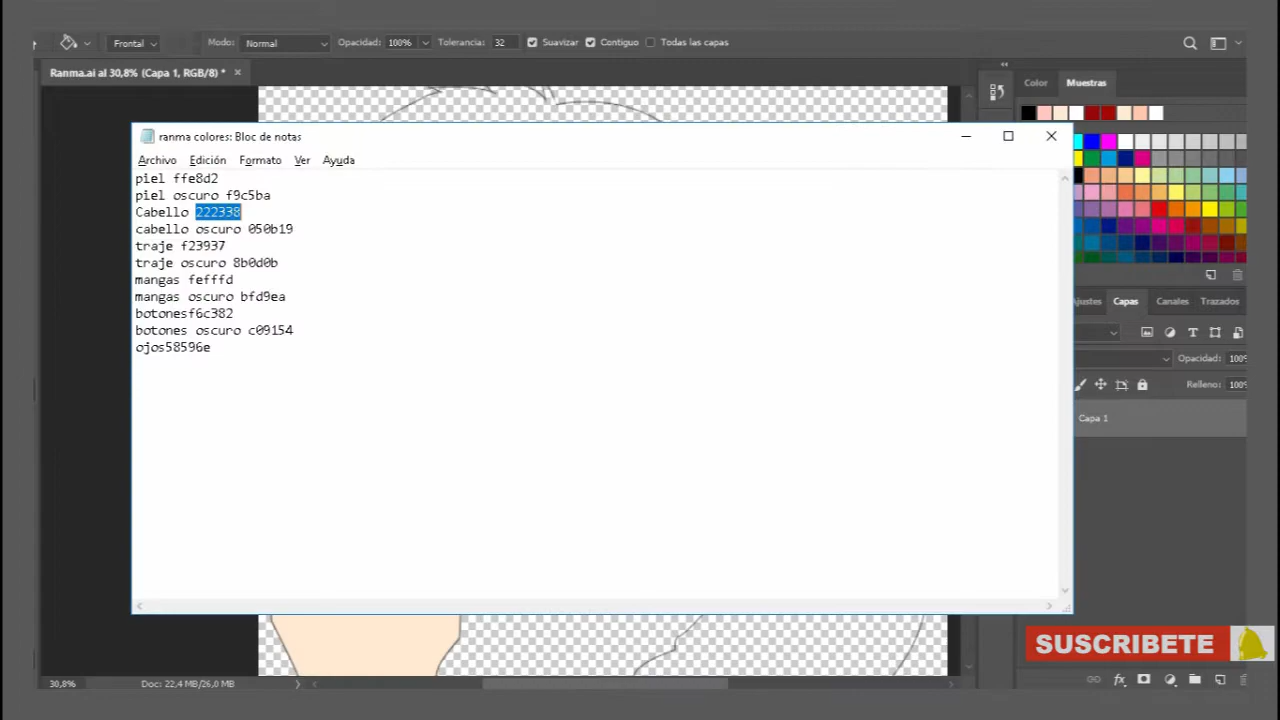 Frontal
Modo: Normal
Opacidad: 100%
Tolerancia: 32
Suavizar
Contiguo
Todas las capas
Ranma.ai al 30,8% (Capa 1, RGB/8) * ×
Color
Muestras
ranma colores: Bloc de notas
Archivo Edición Formato Ver Ayuda
piel ffe8d2
piel oscuro f9c5ba
Cabello 222338
cabello oscuro 050b19
traje f23937
traje oscuro 8b0d0b
mangas fefffd
mangas oscuro bfd9ea
botonesf6c382
botones oscuro c09154
ojos58596e
Ajustes Capas Canales Trazados
Opacidad: 100%
Relleno: 100%
Capa 1
SUSCRIBETE
fx
30,8%
Doc: 22,4 MB/26,0 MB